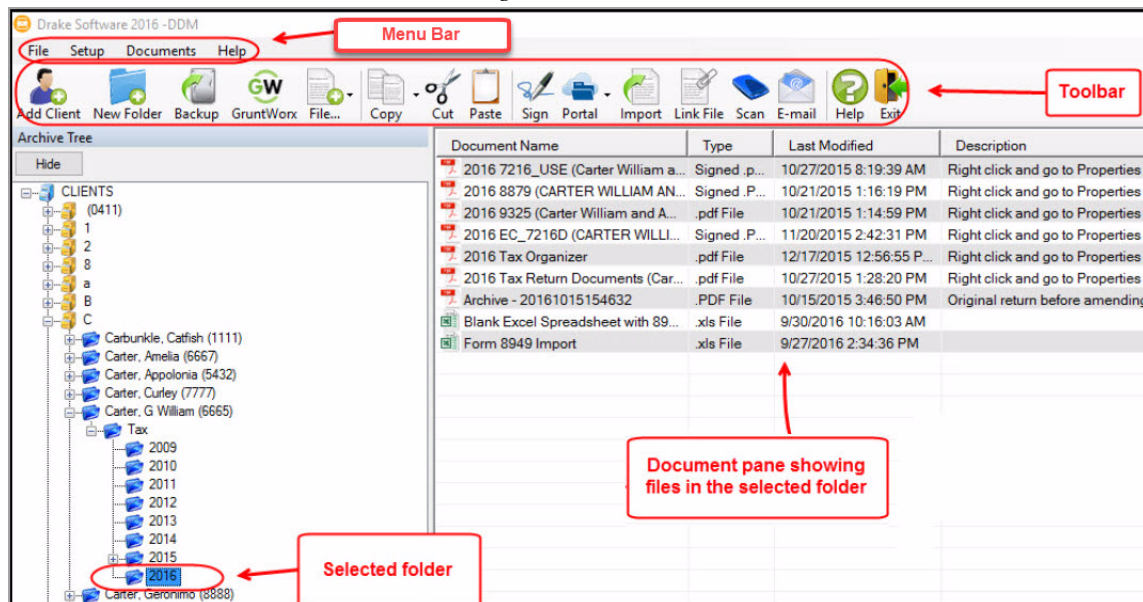 Drake Software 2016 -DDM
Menu Bar
File Setup Documents Help
Add Client New Folder Backup GruntWorx File... Copy Cut Paste Sign Portal Import Link File Scan E-mail Help Exit
GW
Toolbar
Archive Tree
Hide
CLIENTS
(0411)
1
2
8
a
B
C
Carbunkle, Catfish (1111)
Carter, Amelia (6667)
Carter, Appolonia (5432)
Carter, Curley (7777)
Carter, G William (6665)
Tax
2009
2010
2011
2012
2013
2014
2015
2016
Carter, Geronimo (8888)
Selected folder
Document Name Type Last Modified Description
2016 7216_USE (Carter William a... Signed .p... 10/27/2015 8:19:39 AM Right click and go to Properties
2016 8879 (CARTER WILLIAM AN... Signed .P... 10/21/2015 1:16:19 PM Right click and go to Properties
2016 9325 (Carter William and A... .pdf File 10/21/2015 1:14:59 PM Right click and go to Properties
2016 EC_7216D (CARTER WILLI... Signed .P... 11/20/2015 2:42:31 PM Right click and go to Properties
2016 Tax Organizer .pdf File 12/17/2015 12:56:55 P... Right click and go to Properties
2016 Tax Return Documents (Car... .pdf File 10/27/2015 1:28:20 PM Right click and go to Properties
Archive - 20161015154632 .PDF File 10/15/2015 3:46:50 PM Original return before amending
Blank Excel Spreadsheet with 89... .xls File 9/30/2016 10:16:03 AM
Form 8949 Import .xls File 9/27/2016 2:34:36 PM
Document pane showing
files in the selected folder